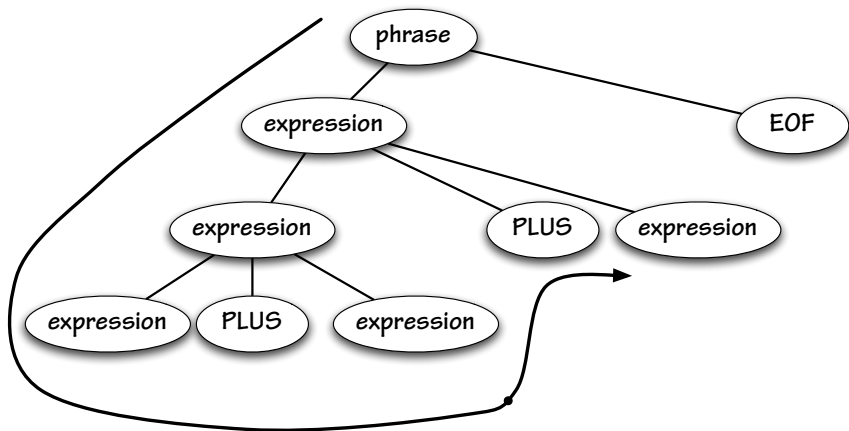 phrase
expression
EOF
expression
PLUS
expression
expression
PLUS
expression